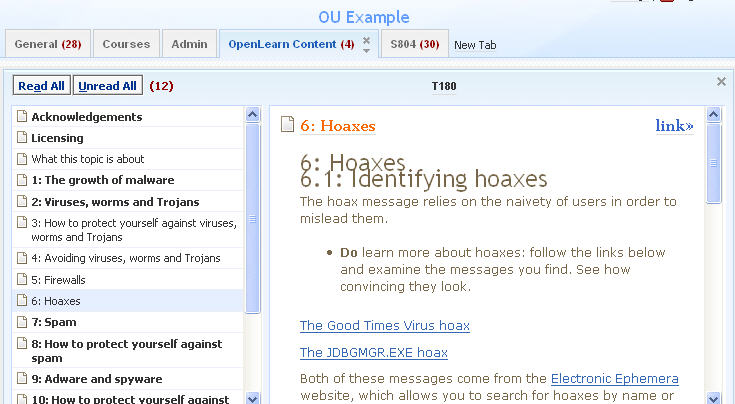 OU Example
General (28)
Courses
Admin
OpenLearn Content (4)
S804 (30)
New Tab
Read All
Unread All
(12)
T180
Acknowledgements
Licensing
What this topic is about
1: The growth of malware
2: Viruses, worms and Trojans
3: How to protect yourself against viruses,
worms and Trojans
4: Avoiding viruses, worms and Trojans
5: Firewalls
6: Hoaxes
7: Spam
8: How to protect yourself against
spam
9: Adware and spyware
10: How to protect yourself against
6: Hoaxes
link»
6: Hoaxes
6.1: Identifying hoaxes
The hoax message relies on the naivety of users in order to
mislead them.
• Do learn more about hoaxes: follow the links below
and examine the messages you find. See how
convincing they look.
The Good Times Virus hoax
The JDBGMGR.EXE hoax
Both of these messages come from the Electronic Ephemera
website, which allows you to search for hoaxes by name or